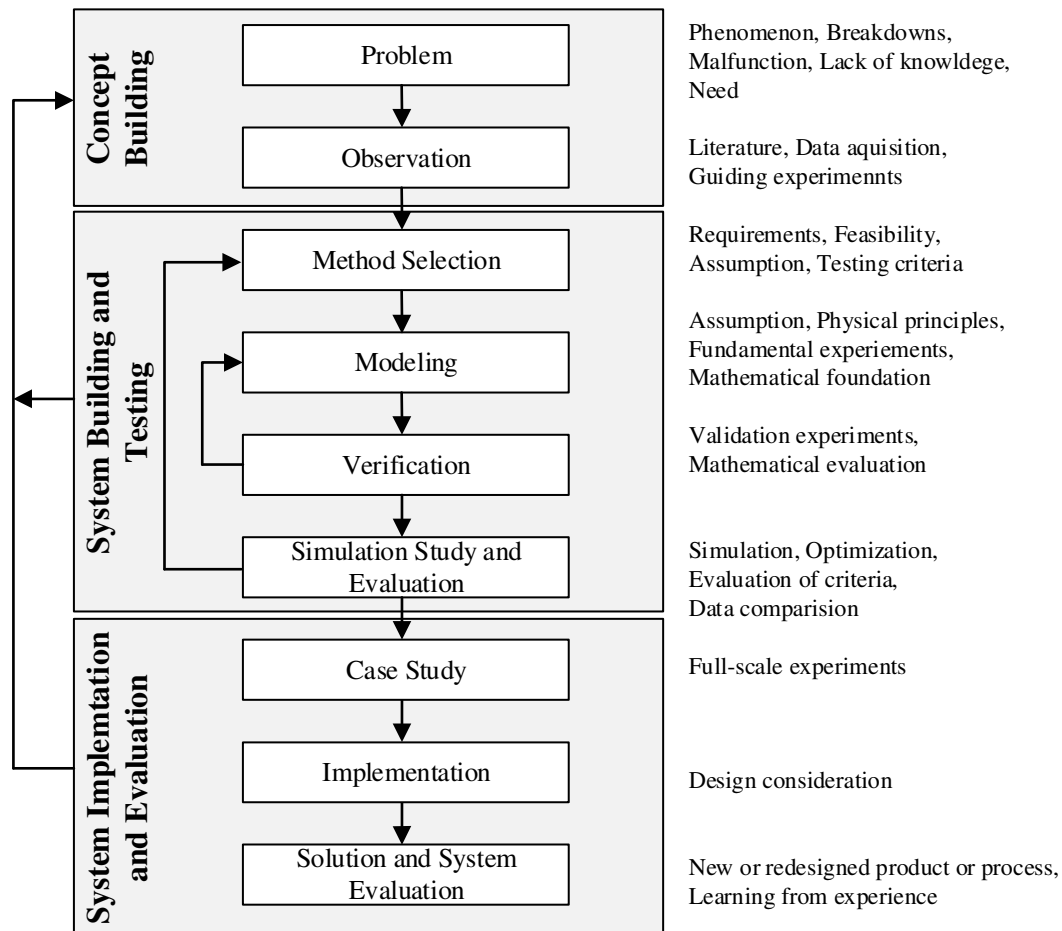 Concept
Building
Problem
Phenomenon, Breakdowns,
Malfunction, Lack of knowldege,
Need
Observation
Literature, Data aquisition,
Guiding experimennts
System Building and
Testing
Method Selection
Requirements, Feasibility,
Assumption, Testing criteria
Modeling
Assumption, Physical principles,
Fundamental experiements,
Mathematical foundation
Verification
Validation experiments,
Mathematical evaluation
Simulation Study and
Evaluation
Simulation, Optimization,
Evaluation of criteria,
Data comparision
System Implemtation
and Evaluation
Case Study
Full-scale experiments
Implementation
Design consideration
Solution and System
Evaluation
New or redesigned product or process,
Learning from experience